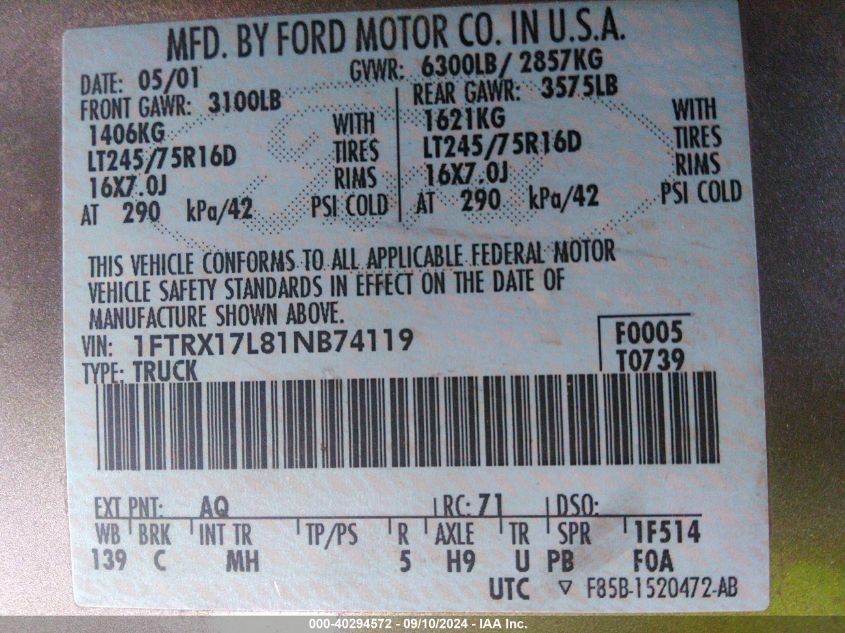 MFD. BY FORD MOTOR CO. IN U.S.A.
DATE: 05/01 GVWR: 6300LB/ 2857KG
FRONT GAWR: 3100LB REAR GAWR: 3575LB
1406KG WITH 1621KG WITH
LT245/75R16D TIRES LT245/75R16D TIRES
16X7.0J RIMS 16X7.0J RIMS
AT 290 kPa/42 PSI COLD AT 290 kPa/42 PSI COLD
THIS VEHICLE CONFORMS TO ALL APPLICABLE FEDERAL MOTOR
VEHICLE SAFETY STANDARDS IN EFFECT ON THE DATE OF
MANUFACTURE SHOWN ABOVE.
VIN: 1FTRX17L81NB74119 F0005
TYPE: TRUCK T0739
EXT PNT: AQ RC: 71 DSO:
WB BRK INT TR TP/PS R AXLE TR SPR 1F514
139 C MH 5 H9 U PB F0A
UTC ▽ F85B-1520472-AB
000-40294572 - 09/10/2024 - IAA Inc.